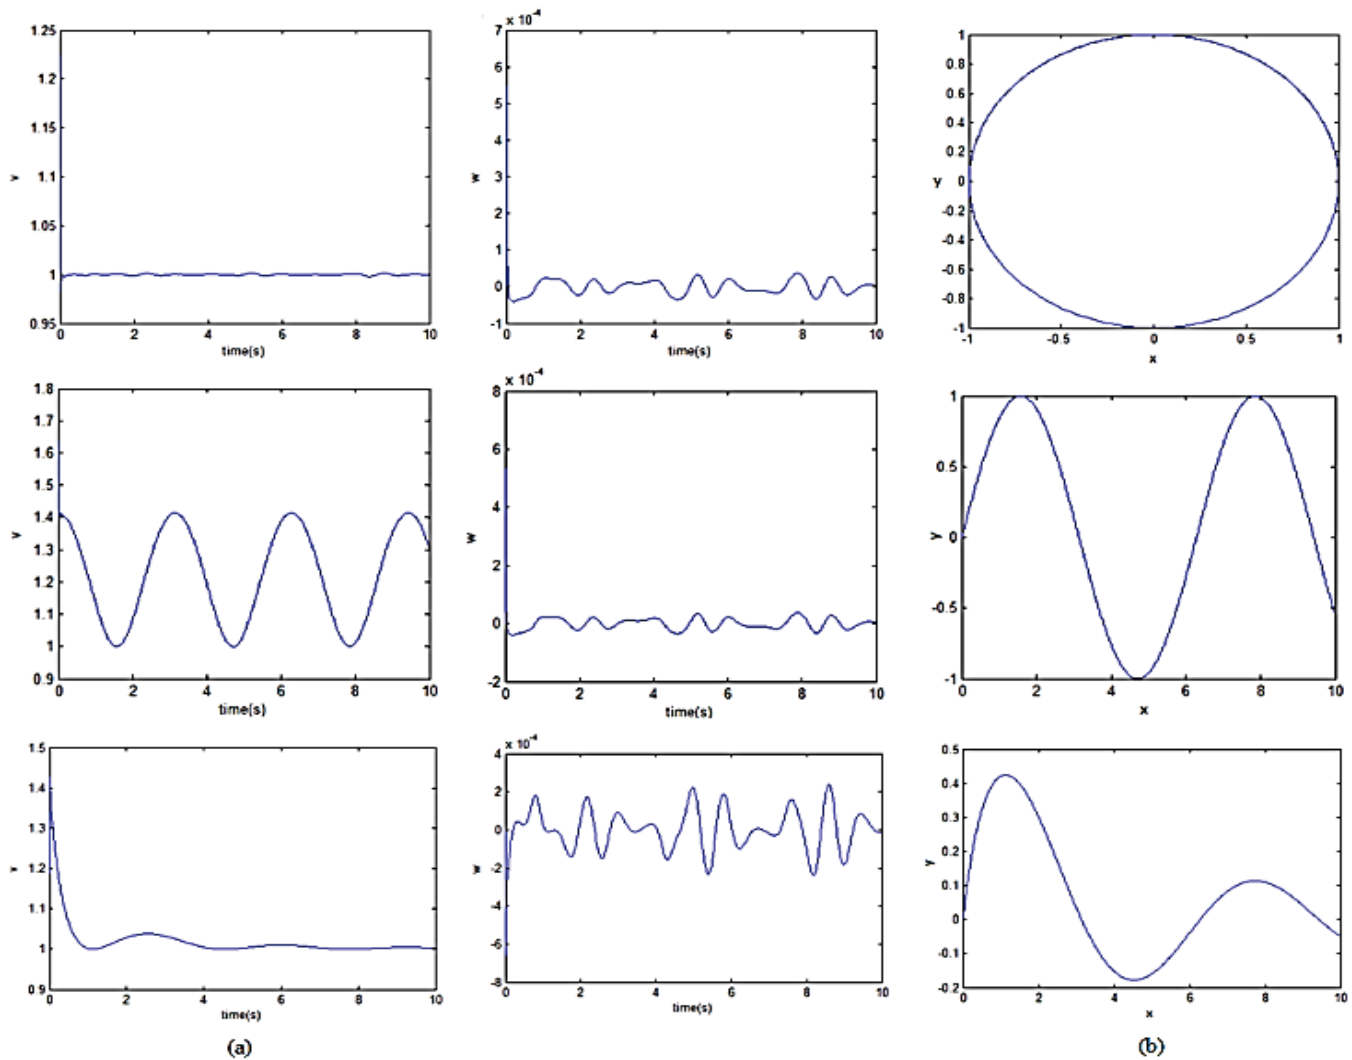 1.25
1.2
1.15
1.1
1.05
1
0.95
v
0 2 4 6 8 10
time(s)
x 10⁻⁴
7
6
5
4
3
2
1
0
-1
w
0 2 4 6 8 10
time(s)
1
0.8
0.6
0.4
0.2
0
-0.2
-0.4
-0.6
-0.8
-1
y
-1 -0.5 0 0.5 1
x
1.8
1.7
1.6
1.5
1.4
1.3
1.2
1.1
1
0.9
v
0 2 4 6 8 10
time(s)
x 10⁻⁴
8
6
4
2
0
-2
w
0 2 4 6 8 10
time(s)
1
0.5
0
-0.5
-1
y
0 2 4 6 8 10
x
1.5
1.4
1.3
1.2
1.1
1
0.9
v
0 2 4 6 8 10
time(s)
x 10⁻⁴
4
2
0
-2
-4
-6
-8
w
0 2 4 6 8 10
time(s)
0.5
0.4
0.3
0.2
0.1
0
-0.1
-0.2
y
0 2 4 6 8 10
x
(a) (b)